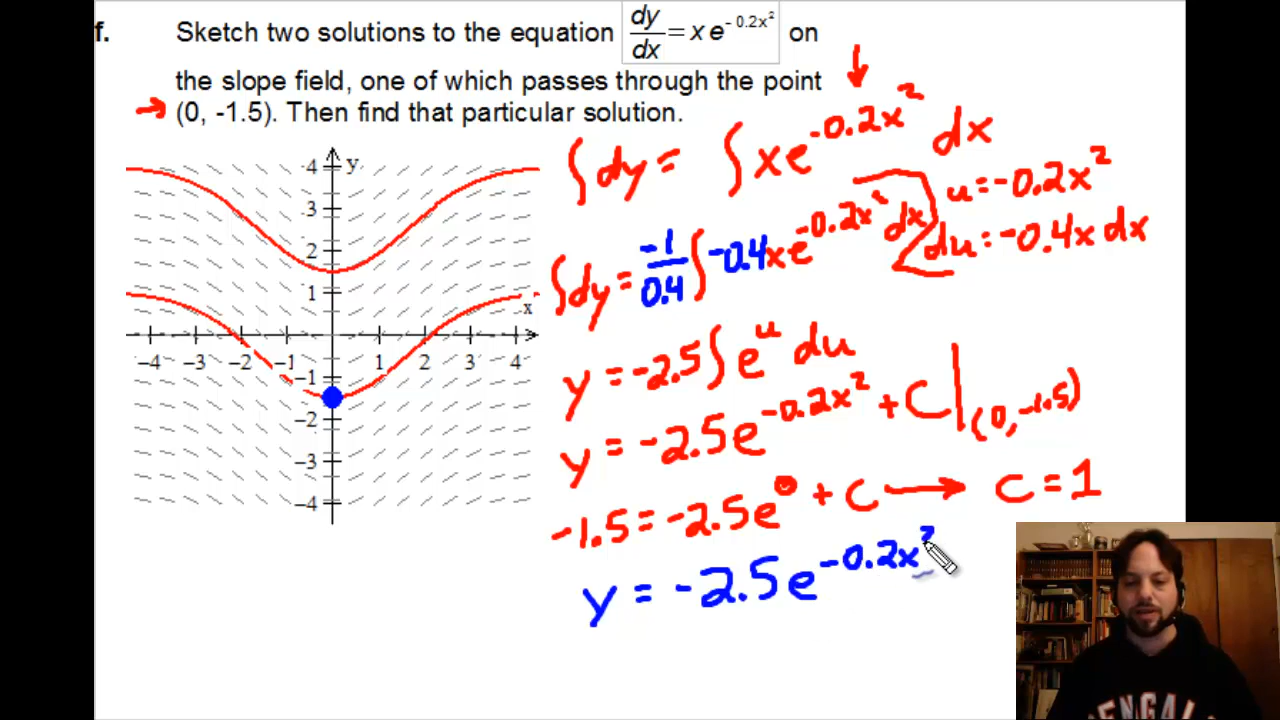 f. Sketch two solutions to the equation dy/dx = x e^{-0.2x²} on
the slope field, one of which passes through the point
→ (0, -1.5). Then find that particular solution.
∫dy = ∫xe^{-0.2x²} dx
u = -0.2x²
du = -0.4x dx
∫dy = -1/0.4 ∫-0.4xe^{-0.2x²} dx
y = -2.5∫e^u du
y = -2.5e^{-0.2x²} + C |(0, -1.5)
-1.5 = -2.5e^0 + C → C = 1
y = -2.5e^{-0.2x²}
y
4
3
2
1
x
-4 -3 -2 -1 1 2 3 4
-1
-2
-3
-4
BENGALS